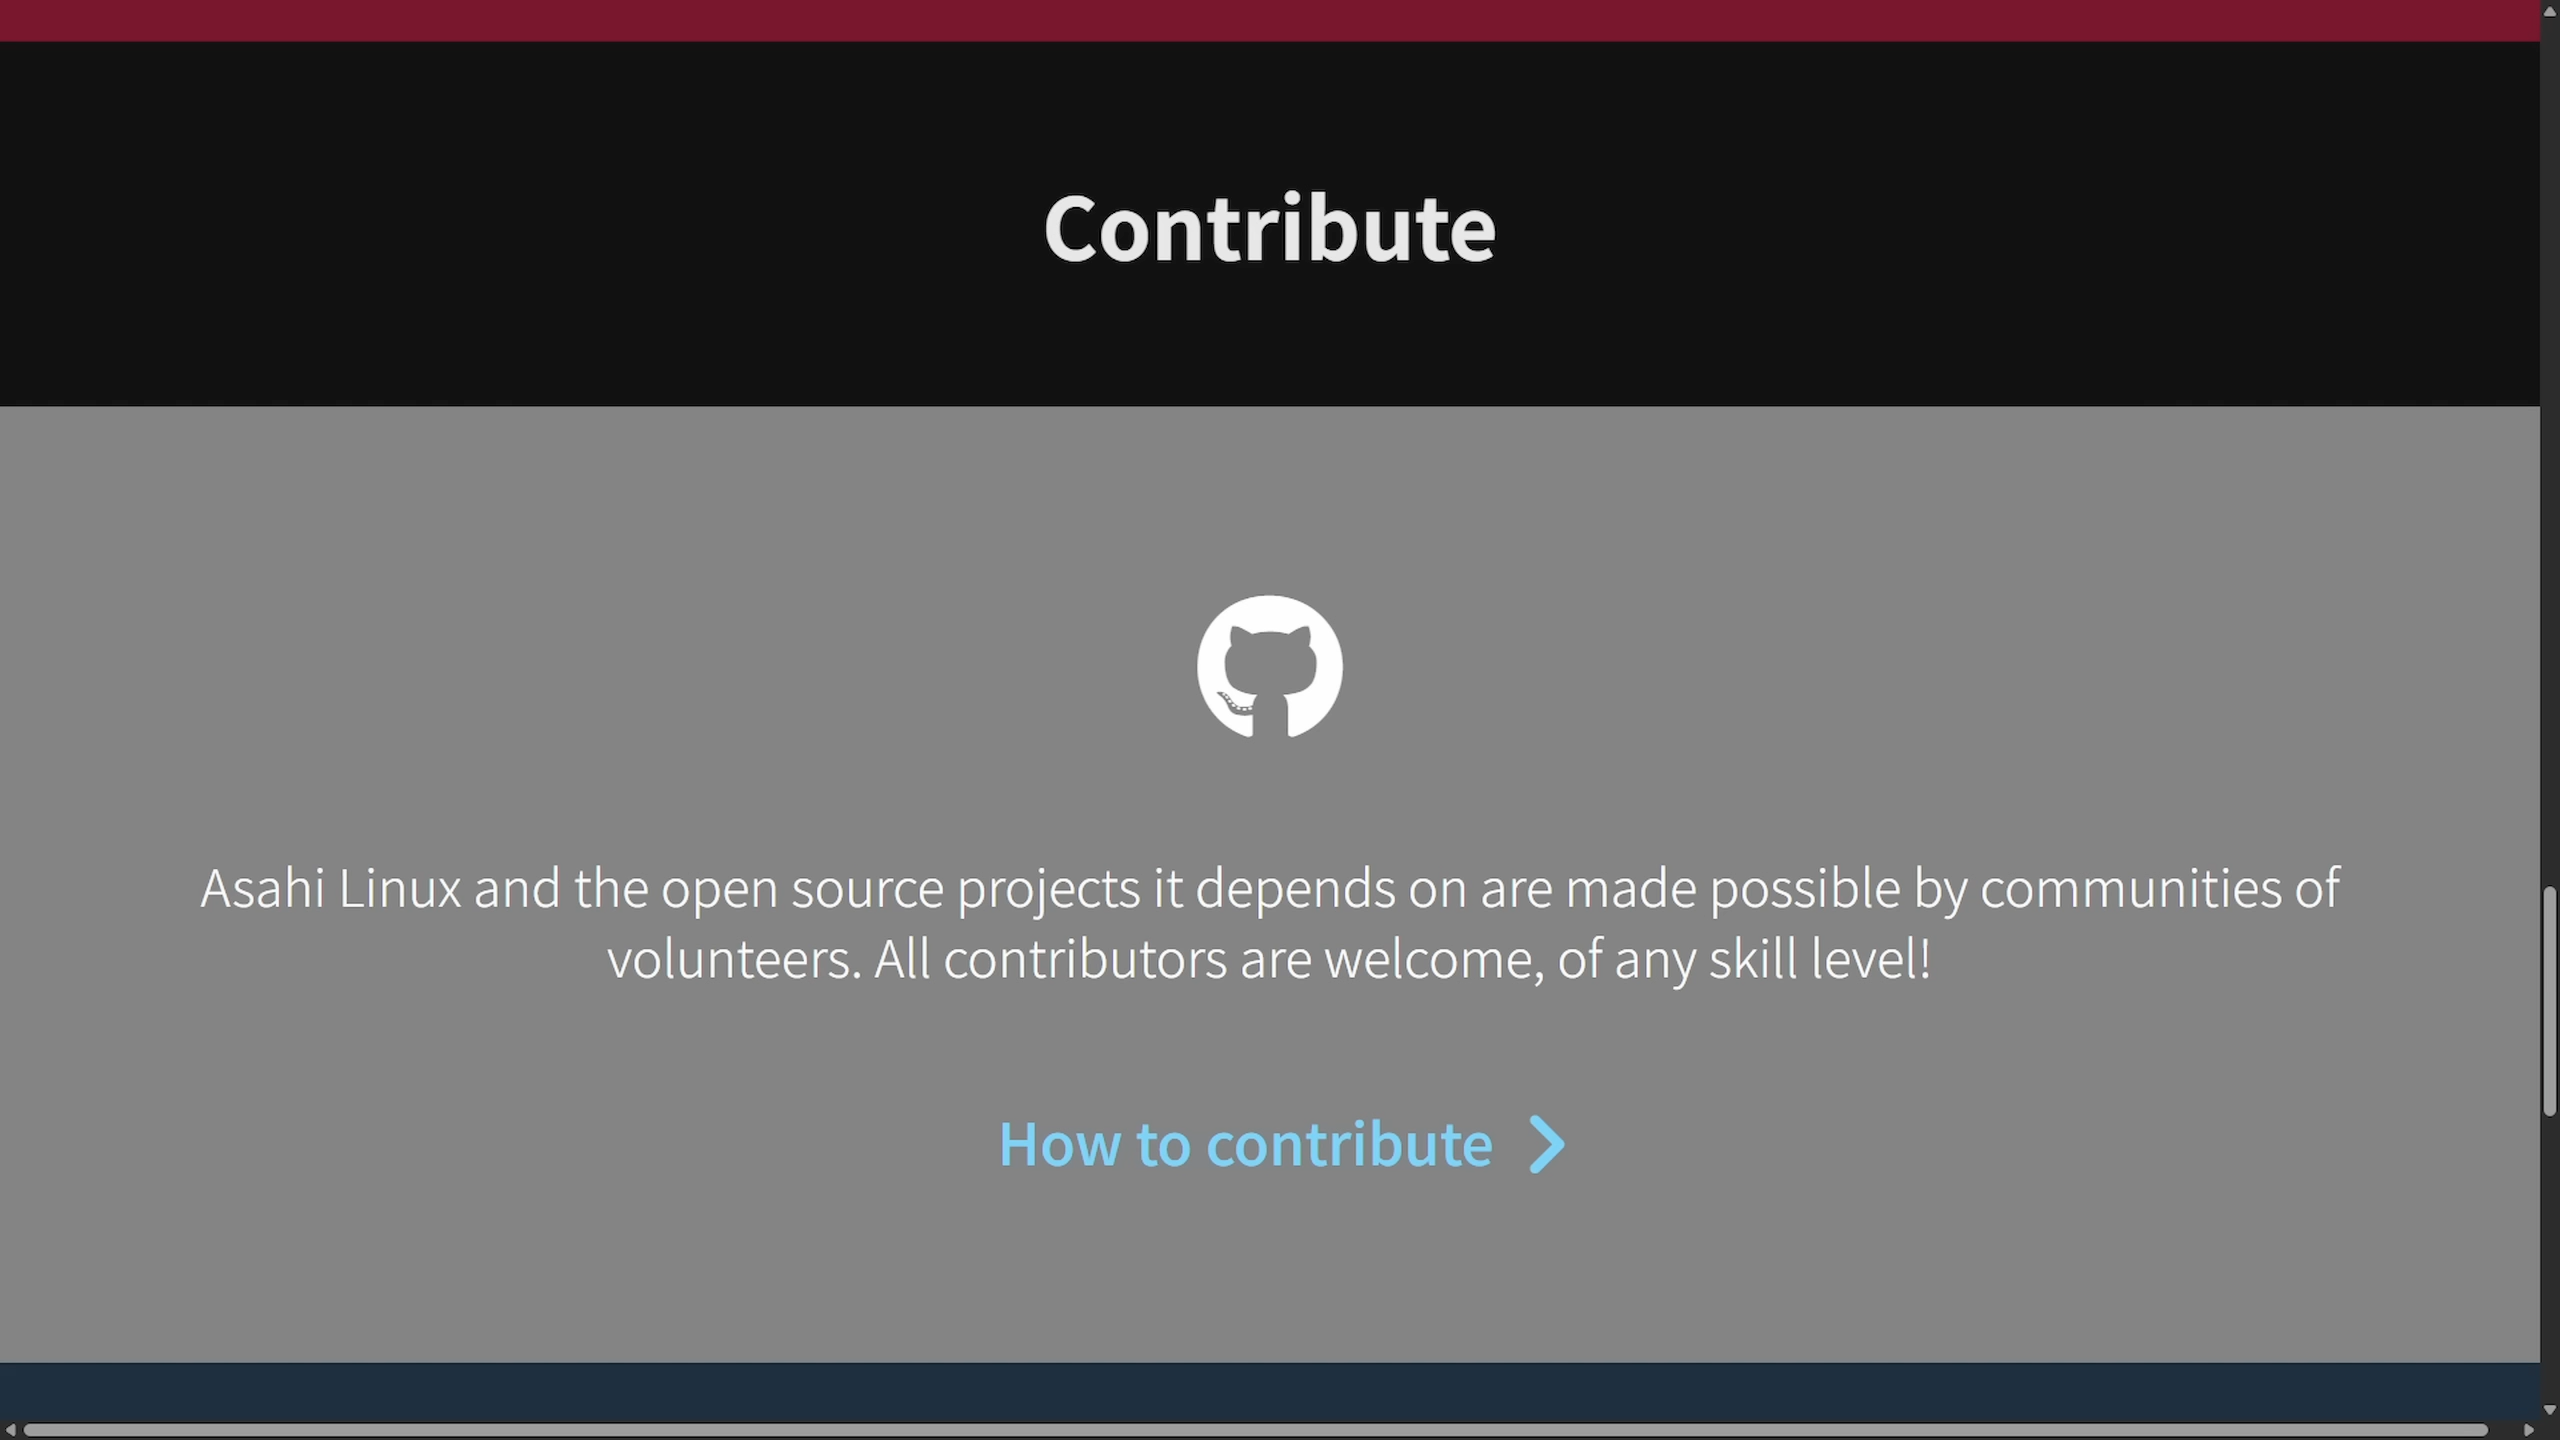 Contribute
Asahi Linux and the open source projects it depends on are made possible by communities of
volunteers. All contributors are welcome, of any skill level!
How to contribute